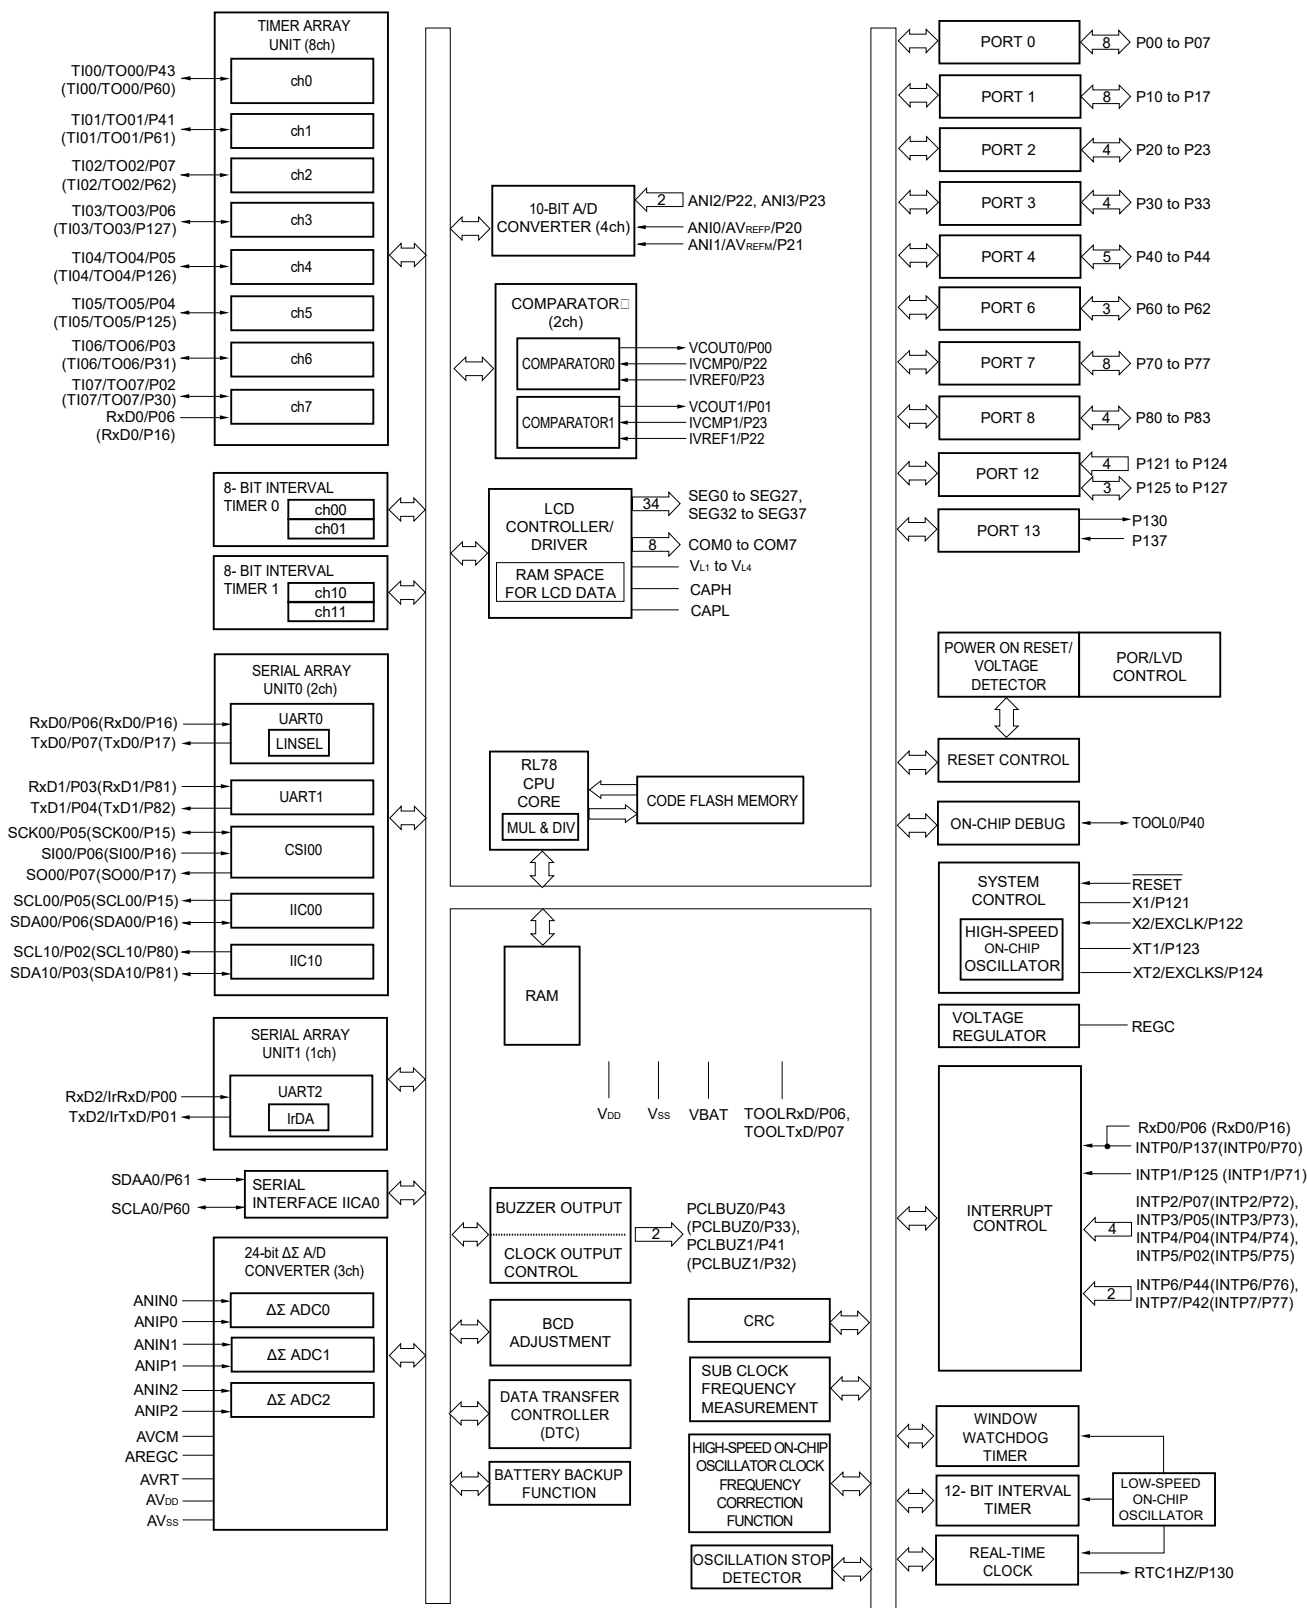 TIMER ARRAY
UNIT (8ch)
TI00/TO00/P43
(TI00/TO00/P60)
ch0
TI01/TO01/P41
(TI01/TO01/P61)
ch1
TI02/TO02/P07
(TI02/TO02/P62)
ch2
TI03/TO03/P06
(TI03/TO03/P127)
ch3
TI04/TO04/P05
(TI04/TO04/P126)
ch4
TI05/TO05/P04
(TI05/TO05/P125)
ch5
TI06/TO06/P03
(TI06/TO06/P31)
ch6
TI07/TO07/P02
(TI07/TO07/P30)
RxD0/P06
(RxD0/P16)
ch7
8- BIT INTERVAL
TIMER 0
ch00
ch01
8- BIT INTERVAL
TIMER 1
ch10
ch11
SERIAL ARRAY
UNIT0 (2ch)
RxD0/P06(RxD0/P16)
TxD0/P07(TxD0/P17)
UART0
LINSEL
RxD1/P03(RxD1/P81)
TxD1/P04(TxD1/P82)
UART1
SCK00/P05(SCK00/P15)
SI00/P06(SI00/P16)
SO00/P07(SO00/P17)
CSI00
SCL00/P05(SCL00/P15)
SDA00/P06(SDA00/P16)
IIC00
SCL10/P02(SCL10/P80)
SDA10/P03(SDA10/P81)
IIC10
SERIAL ARRAY
UNIT1 (1ch)
RxD2/IrRxD/P00
TxD2/IrTxD/P01
UART2
IrDA
SDAA0/P61
SCLA0/P60
SERIAL
INTERFACE IICA0
24-bit ΔΣ A/D
CONVERTER (3ch)
ANIN0
ANIP0
ΔΣ ADC0
ANIN1
ANIP1
ΔΣ ADC1
ANIN2
ANIP2
ΔΣ ADC2
AVCM
AREGC
AVRT
AVDD
AVSS
10-BIT A/D
CONVERTER (4ch)
2
ANI2/P22, ANI3/P23
ANI0/AVREFP/P20
ANI1/AVREFM/P21
COMPARATOR□
(2ch)
COMPARATOR0
VCOUT0/P00
IVCMP0/P22
IVREF0/P23
COMPARATOR1
VCOUT1/P01
IVCMP1/P23
IVREF1/P22
LCD
CONTROLLER/
DRIVER
RAM SPACE
FOR LCD DATA
34
SEG0 to SEG27,
SEG32 to SEG37
8
COM0 to COM7
VL1 to VL4
CAPH
CAPL
RL78
CPU
CORE
MUL & DIV
CODE FLASH MEMORY
RAM
VDD
VSS
VBAT
TOOLRxD/P06,
TOOLTxD/P07
BUZZER OUTPUT
CLOCK OUTPUT
CONTROL
2
PCLBUZ0/P43
(PCLBUZ0/P33),
PCLBUZ1/P41
(PCLBUZ1/P32)
BCD
ADJUSTMENT
DATA TRANSFER
CONTROLLER
(DTC)
BATTERY BACKUP
FUNCTION
CRC
SUB CLOCK
FREQUENCY
MEASUREMENT
HIGH-SPEED ON-CHIP
OSCILLATOR CLOCK
FREQUENCY
CORRECTION
FUNCTION
OSCILLATION STOP
DETECTOR
PORT 0
8
P00 to P07
PORT 1
8
P10 to P17
PORT 2
4
P20 to P23
PORT 3
4
P30 to P33
PORT 4
5
P40 to P44
PORT 6
3
P60 to P62
PORT 7
8
P70 to P77
PORT 8
4
P80 to P83
PORT 12
4
P121 to P124
3
P125 to P127
PORT 13
P130
P137
POWER ON RESET/
VOLTAGE
DETECTOR
POR/LVD
CONTROL
RESET CONTROL
ON-CHIP DEBUG
TOOL0/P40
SYSTEM
CONTROL
HIGH-SPEED
ON-CHIP
OSCILLATOR
RESET
X1/P121
X2/EXCLK/P122
XT1/P123
XT2/EXCLKS/P124
VOLTAGE
REGULATOR
REGC
INTERRUPT
CONTROL
RxD0/P06 (RxD0/P16)
INTP0/P137(INTP0/P70)
INTP1/P125 (INTP1/P71)
4
INTP2/P07(INTP2/P72),
INTP3/P05(INTP3/P73),
INTP4/P04(INTP4/P74),
INTP5/P02(INTP5/P75)
2
INTP6/P44(INTP6/P76),
INTP7/P42(INTP7/P77)
WINDOW
WATCHDOG
TIMER
12- BIT INTERVAL
TIMER
LOW-SPEED
ON-CHIP
OSCILLATOR
REAL-TIME
CLOCK
RTC1HZ/P130